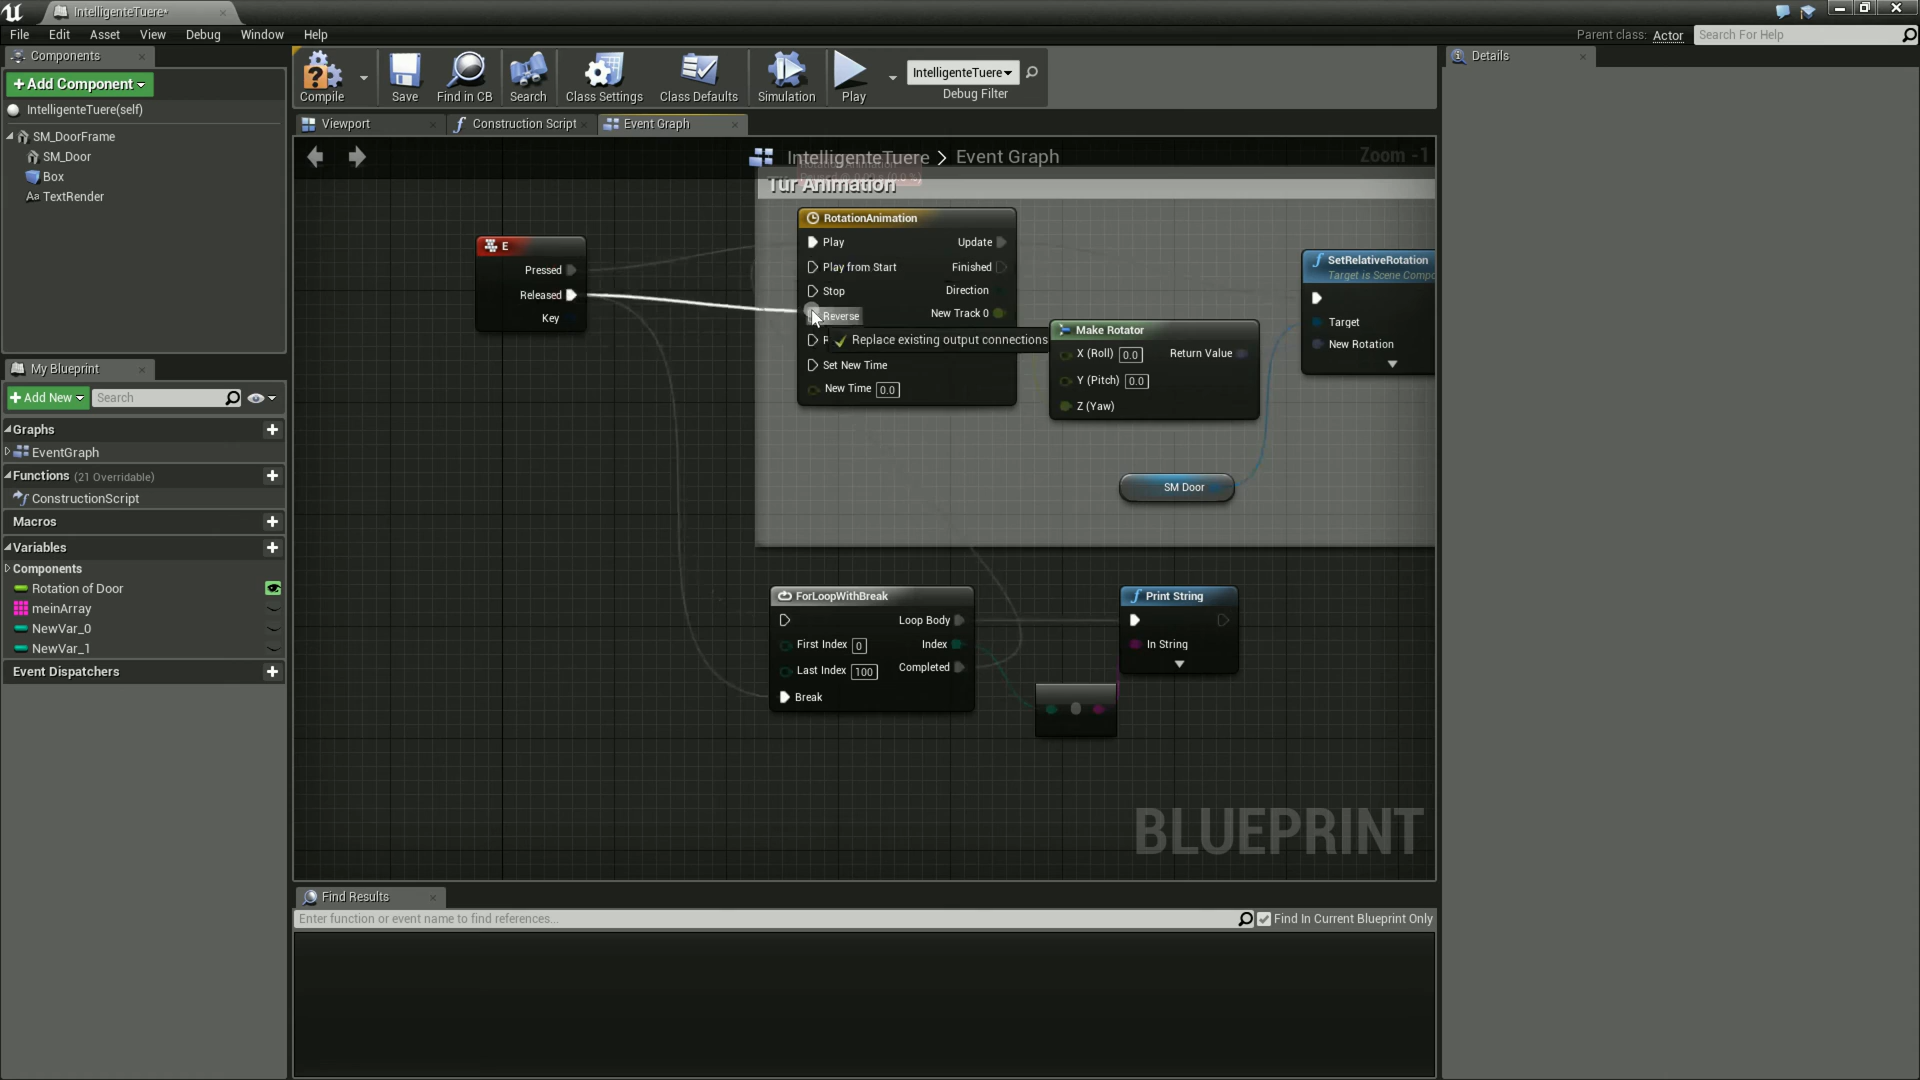 IntelligenteTuere*
File Edit Asset View Debug Window Help
Parent class: Actor
Search For Help
Components
+Add Component
IntelligenteTuere(self)
SM_DoorFrame
SM_Door
Box
TextRender
Compile
Save
Find in CB
Search
Class Settings
Class Defaults
Simulation
Play
IntelligenteTuere
Debug Filter
Viewport
Construction Script
Event Graph
IntelligenteTuere > Event Graph
Zoom -1
Tür Animation
E
Pressed
Released
Key
RotationAnimation
Play Update
Play from Start Finished
Stop Direction
Reverse New Track 0
R Replace existing output connections
Set New Time
New Time 0.0
Make Rotator
X (Roll) 0.0 Return Value
Y (Pitch) 0.0
Z (Yaw)
SetRelativeRotation
Target is Scene Compo
Target
New Rotation
SM Door
ForLoopWithBreak
Loop Body
First Index 0 Index
Last Index 100 Completed
Break
Print String
In String
BLUEPRINT
My Blueprint
+Add New
Search
Graphs
EventGraph
Functions (21 Overridable)
ConstructionScript
Macros
Variables
Components
Rotation of Door
meinArray
NewVar_0
NewVar_1
Event Dispatchers
Find Results
Enter function or event name to find references...
Find In Current Blueprint Only
Details